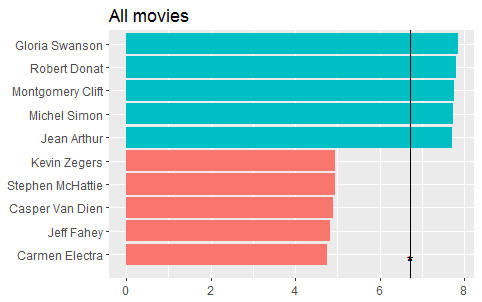 All movies
Gloria Swanson
Robert Donat
Montgomery Clift
Michel Simon
Jean Arthur
Kevin Zegers
Stephen McHattie
Casper Van Dien
Jeff Fahey
Carmen Electra
*
0 2 4 6 8